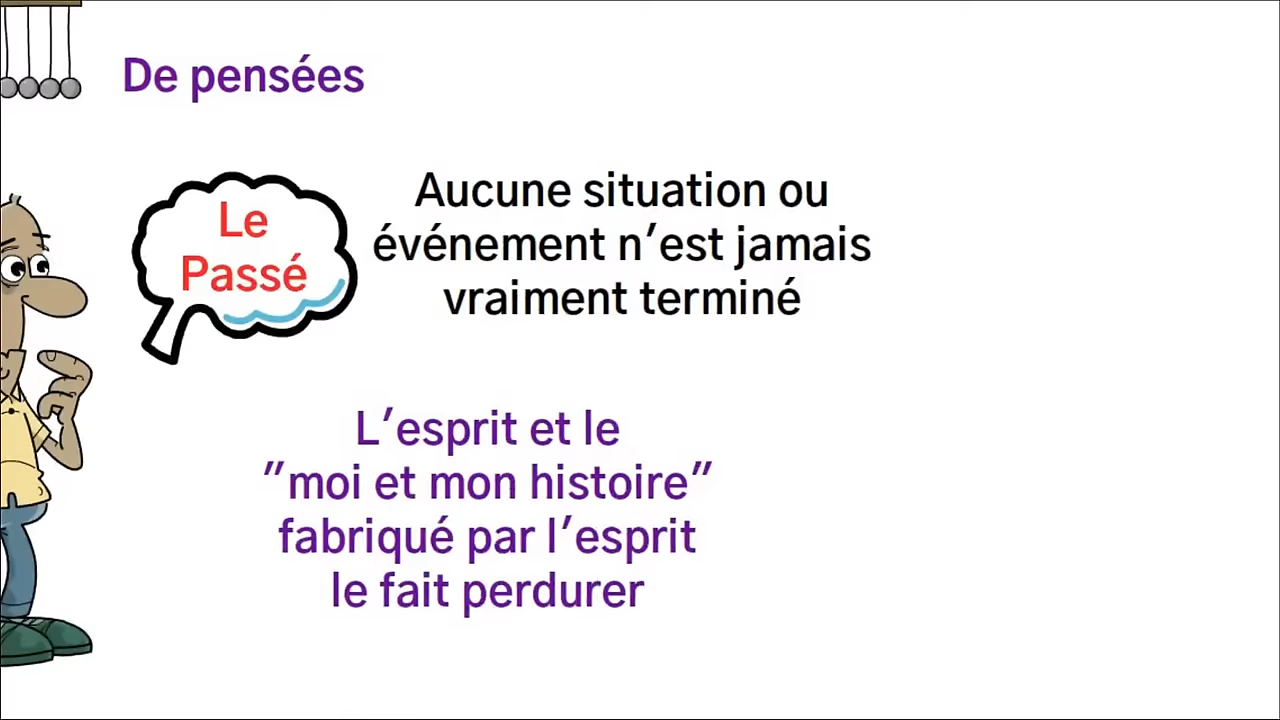 De pensées
Le
Passé
Aucune situation ou
événement n’est jamais
vraiment terminé
L’esprit et le
”moi et mon histoire”
fabriqué par l’esprit
le fait perdurer